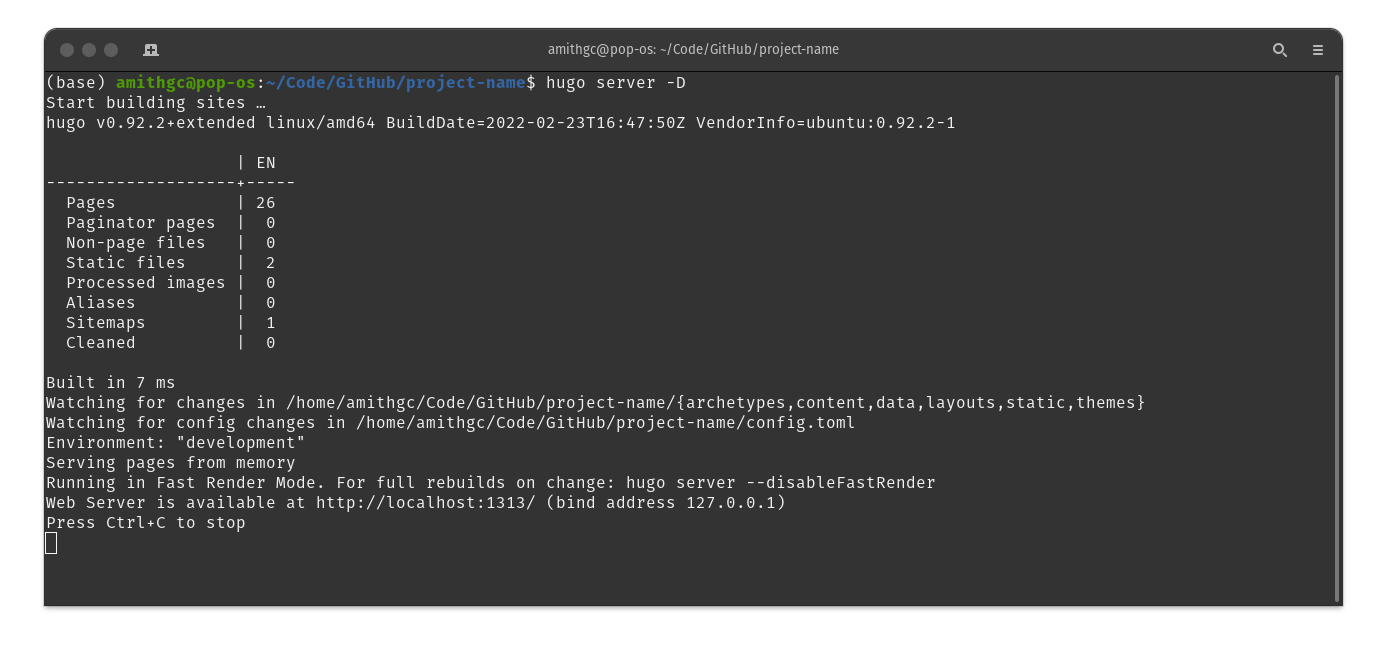 amithgc@pop-os: ~/Code/GitHub/project-name
(base) amithgc@pop-os:~/Code/GitHub/project-name$ hugo server -D
Start building sites …
hugo v0.92.2+extended linux/amd64 BuildDate=2022-02-23T16:47:50Z VendorInfo=ubuntu:0.92.2-1
                   | EN
-------------------+-----
  Pages            | 26
  Paginator pages  |  0
  Non-page files   |  0
  Static files     |  2
  Processed images |  0
  Aliases          |  0
  Sitemaps         |  1
  Cleaned          |  0
Built in 7 ms
Watching for changes in /home/amithgc/Code/GitHub/project-name/{archetypes,content,data,layouts,static,themes}
Watching for config changes in /home/amithgc/Code/GitHub/project-name/config.toml
Environment: "development"
Serving pages from memory
Running in Fast Render Mode. For full rebuilds on change: hugo server --disableFastRender
Web Server is available at http://localhost:1313/ (bind address 127.0.0.1)
Press Ctrl+C to stop